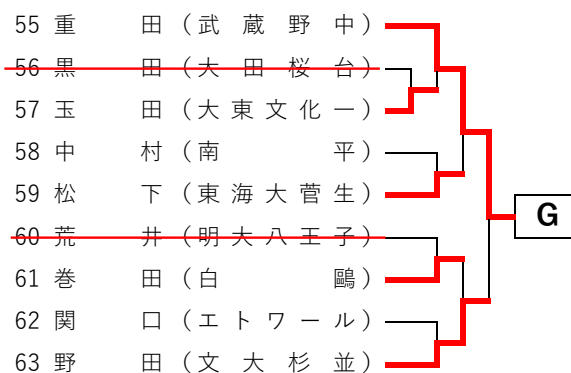 55 重田（武蔵野中）
56 黒田（大田桜台）
57 玉田（大東文化一）
58 中村（南平）
59 松下（東海大菅生）
60 荒井（明大八王子）
61 巻田（白鷗）
62 関口（エトワール）
63 野田（文大杉並）
G